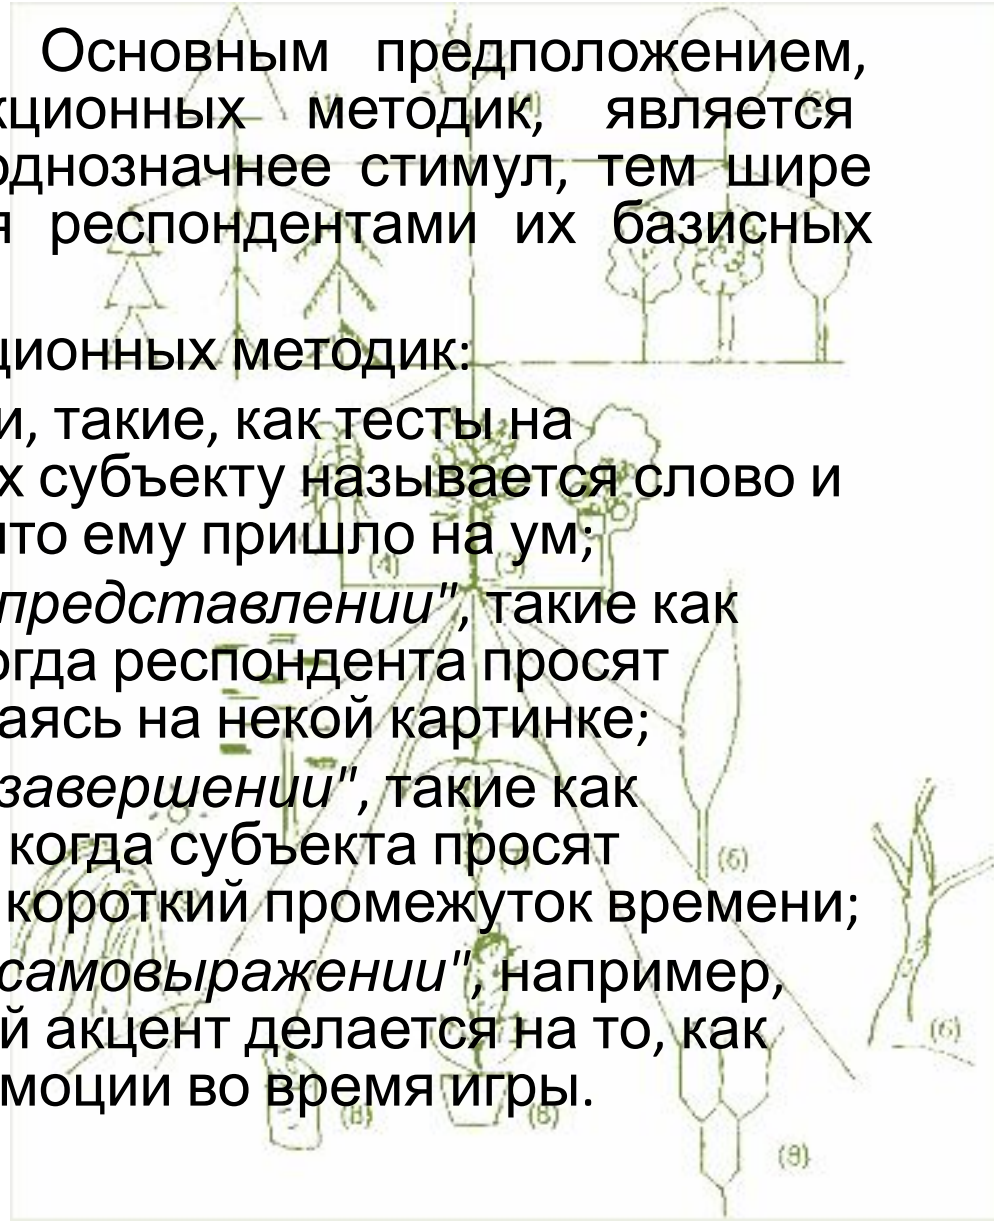 Основным предположением,
кционных методик, является
однозначнее стимул, тем шире
я респондентами их базисных
ционных методик:
и, такие, как тесты на
х субъекту называется слово и
что ему пришло на ум;
представлении", такие как
огда респондента просят
аясь на некой картинке;
завершении", такие как
когда субъекта просят
короткий промежуток времени;
самовыражении", например,
й акцент делается на то, как
моции во время игры.